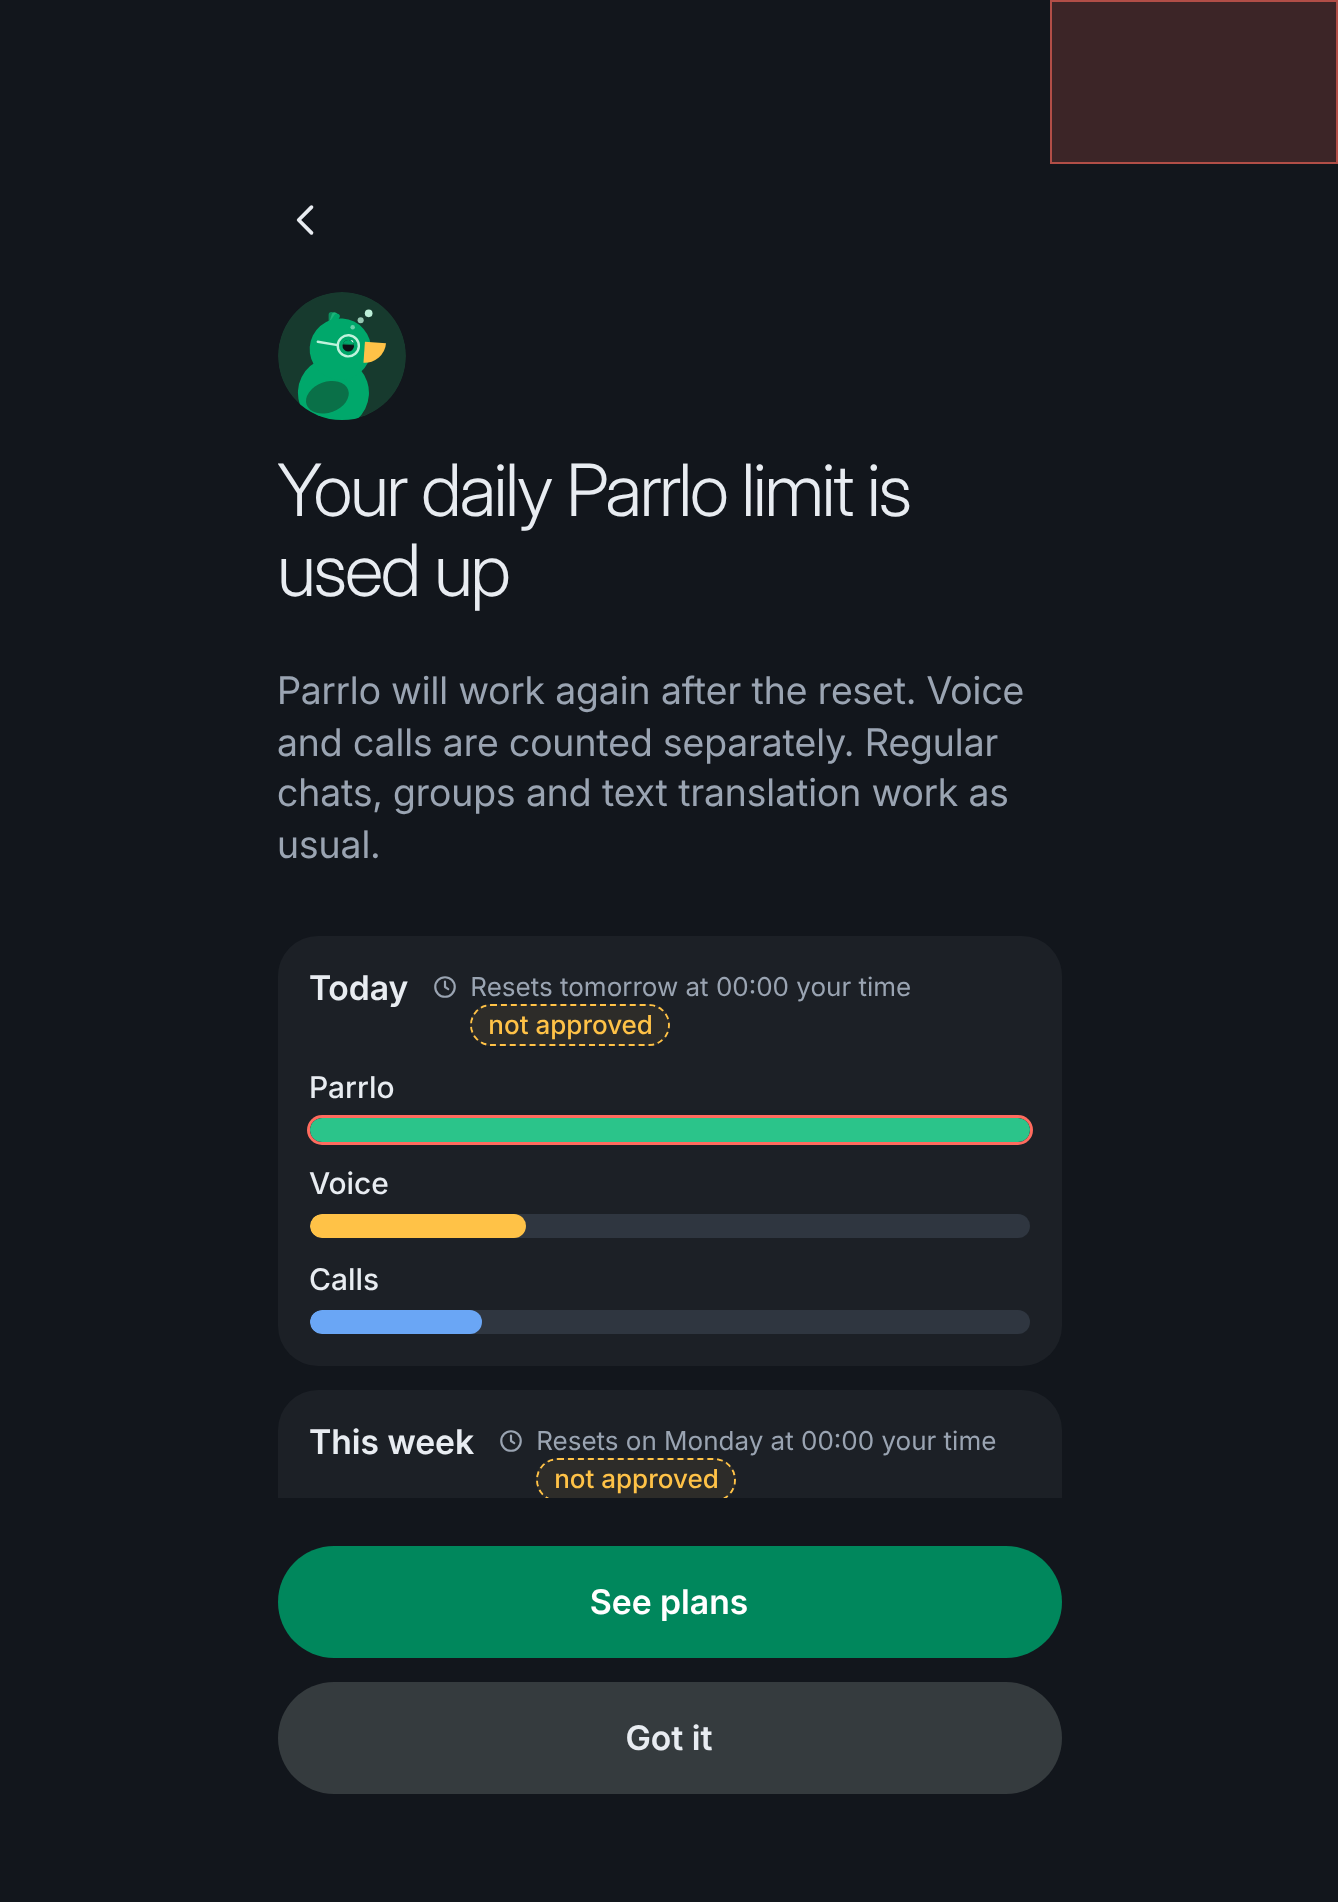 Your daily Parrlo limit is
used up
Parrlo will work again after the reset. Voice
and calls are counted separately. Regular
chats, groups and text translation work as
usual.
Today Resets tomorrow at 00:00 your time
not approved
Parrlo
Voice
Calls
This week Resets on Monday at 00:00 your time
not approved
See plans
Got it